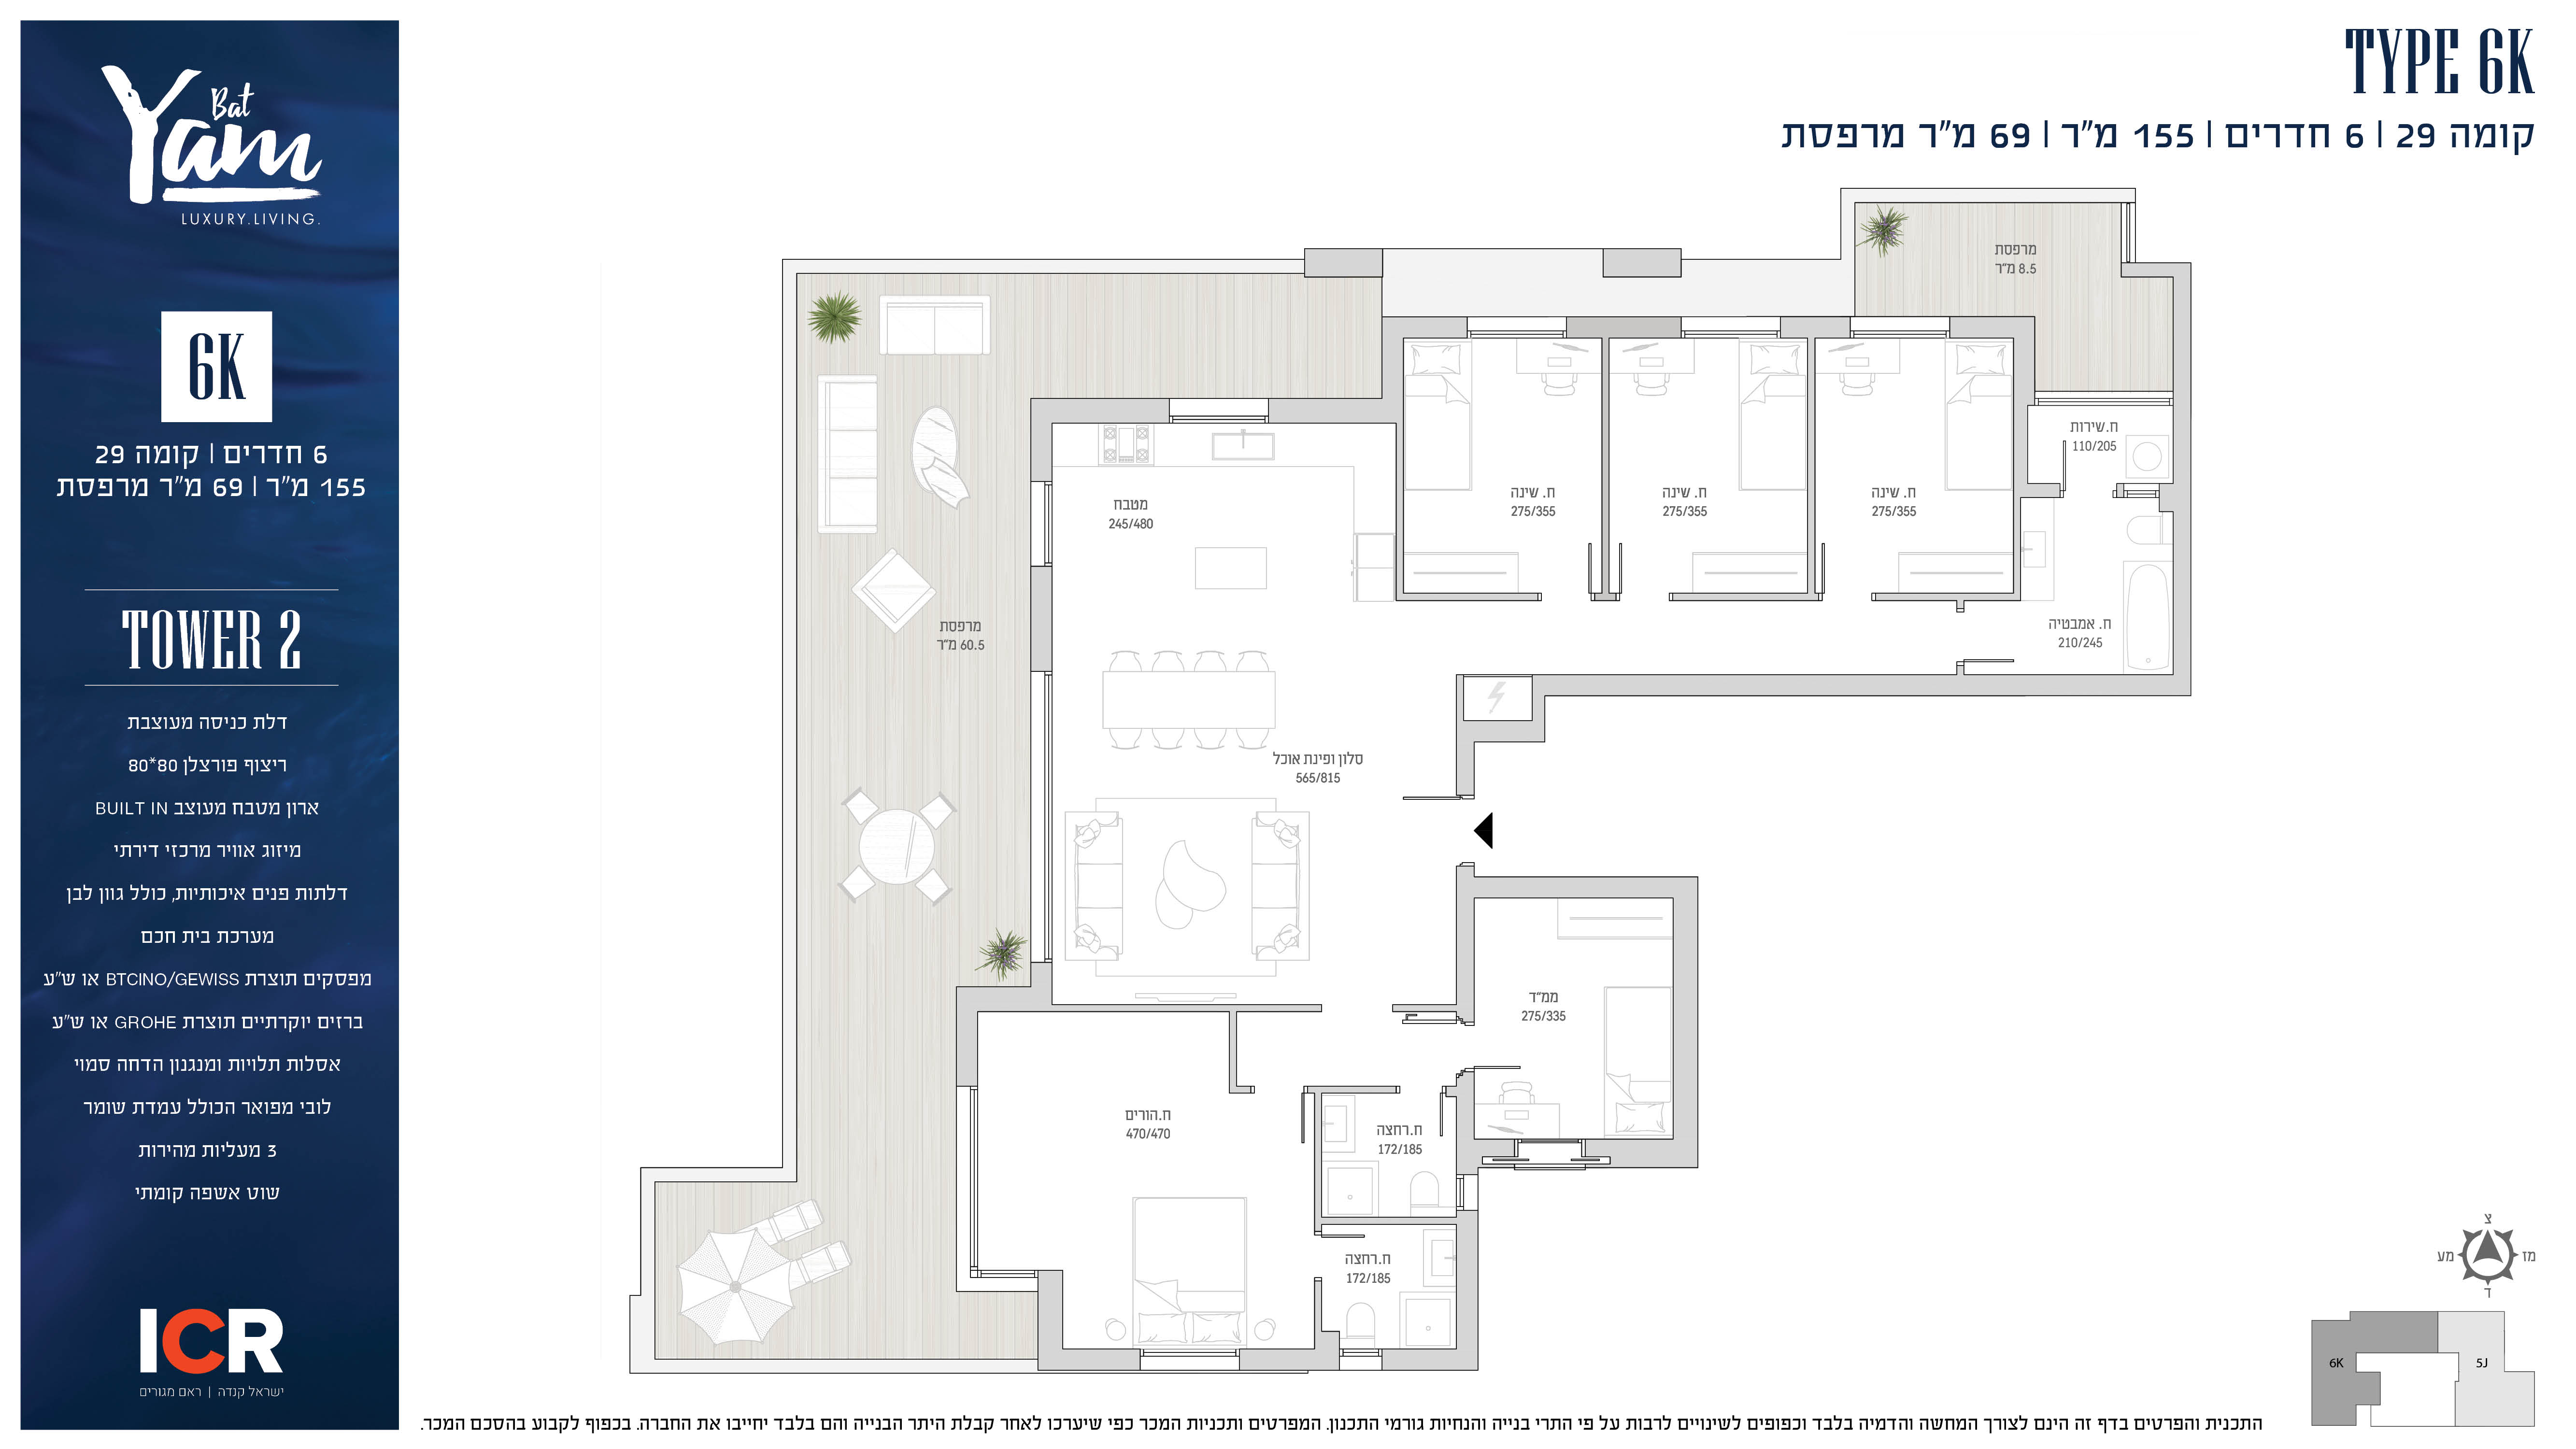 Bat
Yam
LUXURY.LIVING.
6K
6 חדרים | קומה 29
155 מ"ר | 69 מ"ר מרפסת
TOWER 2
דלת כניסה מעוצבת
ריצוף פורצלן 80*80
ארון מטבח מעוצב BUILT IN
מיזוג אוויר מרכזי דירתי
דלתות פנים איכותיות, כולל גוון לבן
מערכת בית חכם
מפסקים תוצרת BTCINO/GEWISS או ש"ע
ברזים יוקרתיים תוצרת GROHE או ש"ע
אסלות תלויות ומנגנון הדחה סמוי
לובי מפואר הכולל עמדת שומר
3 מעליות מהירות
שוט אשפה קומתי
ICR
ישראל קנדה | ראם מגורים
TYPE 6K
קומה 29 | 6 חדרים | 155 מ"ר | 69 מ"ר מרפסת
מרפסת
8.5 מ"ר
ח.שירות
110/205
ח. שינה
275/355
ח. שינה
275/355
ח. שינה
275/355
מטבח
245/480
ח. אמבטיה
210/245
מרפסת
60.5 מ"ר
סלון ופינת אוכל
565/815
ממ"ד
275/335
ח.הורים
470/470
ח.רחצה
172/185
ח.רחצה
172/185
צ
מז
מע
ד
6K
5J
התכנית והפרטים בדף זה הינם לצורך המחשה והדמיה בלבד וכפופים לשינויים לרבות על פי התרי בנייה והנחיות גורמי התכנון. המפרטים ותכניות המכר כפי שיערכו לאחר קבלת היתר הבנייה והם בלבד יחייבו את החברה. בכפוף לקבוע בהסכם המכר.